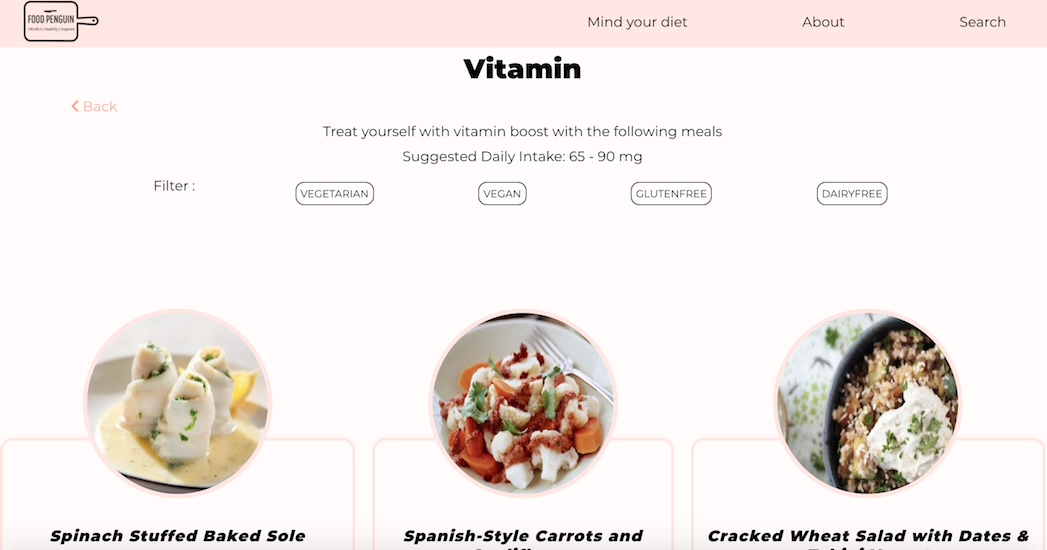 FOOD PENGUIN
Mindful | Healthy | Inspired
Mind your diet
About
Search
Vitamin
Back
Treat yourself with vitamin boost with the following meals
Suggested Daily Intake: 65 - 90 mg
Filter :
VEGETARIAN
VEGAN
GLUTENFREE
DAIRYFREE
Spinach Stuffed Baked Sole
Spanish-Style Carrots and
Cracked Wheat Salad with Dates &